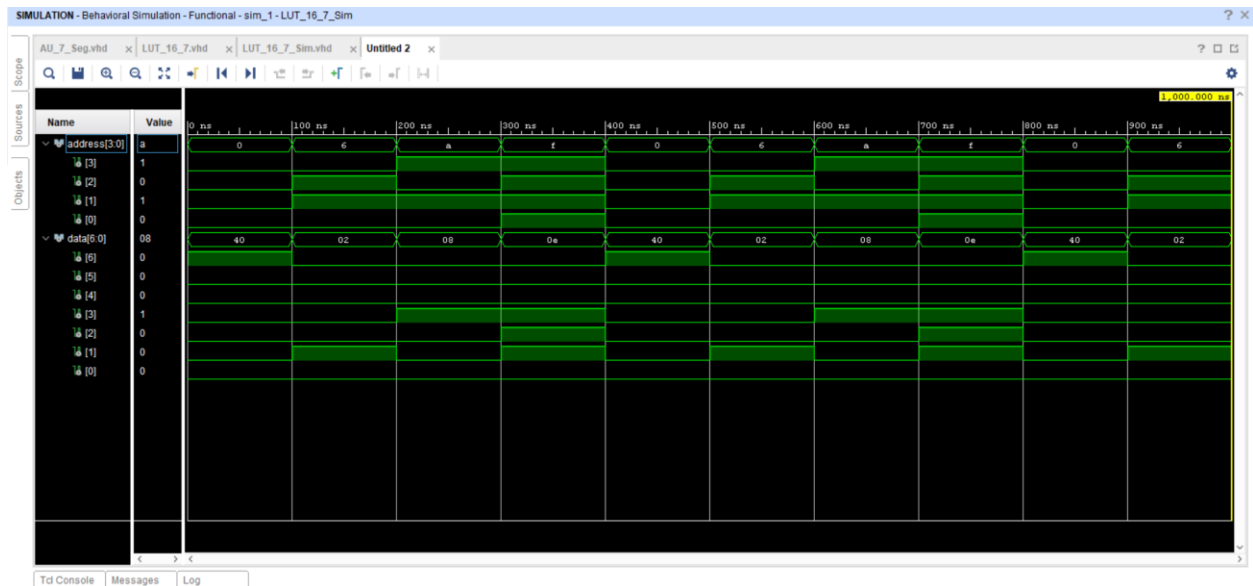 SIMULATION - Behavioral Simulation - Functional - sim_1 - LUT_16_7_Sim ? ×
AU_7_Seg.vhd × LUT_16_7.vhd × LUT_16_7_Sim.vhd × Untitled 2 × ?
Scope
Sources
Objects
1,000.000 ns
Name Value 0 ns 100 ns 200 ns 300 ns 400 ns 500 ns 600 ns 700 ns 800 ns 900 ns
address[3:0] a 0 6 a f 0 6 a f 0 6
[3] 1
[2] 0
[1] 1
[0] 0
data[6:0] 08 40 02 08 0e 40 02 08 0e 40 02
[6] 0
[5] 0
[4] 0
[3] 1
[2] 0
[1] 0
[0] 0
Tcl Console Messages Log